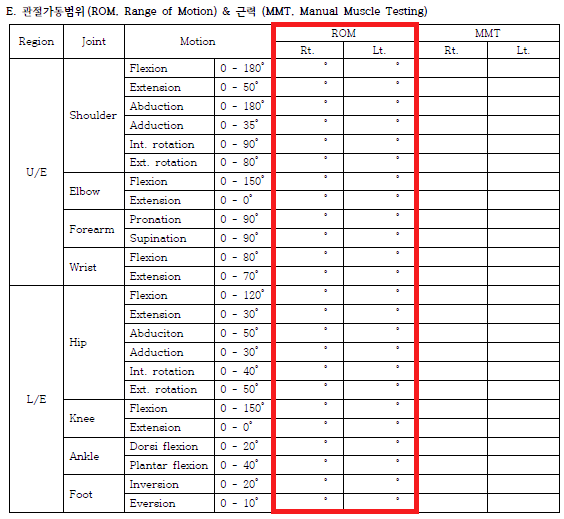 E. 관절가동범위(ROM, Range of Motion) & 근력 (MMT, Manual Muscle Testing)
Region Joint Motion ROM MMT
Rt. Lt. Rt. Lt.
U/E Shoulder Flexion 0 - 180° ° °
Extension 0 - 50° ° °
Abduction 0 - 180° ° °
Adduction 0 - 35° ° °
Int. rotation 0 - 90° ° °
Ext. rotation 0 - 80° ° °
Elbow Flexion 0 - 150° ° °
Extension 0 - 0° ° °
Forearm Pronation 0 - 90° ° °
Supination 0 - 90° ° °
Wrist Flexion 0 - 80° ° °
Extension 0 - 70° ° °
L/E Hip Flexion 0 - 120° ° °
Extension 0 - 30° ° °
Abduciton 0 - 50° ° °
Adduction 0 - 30° ° °
Int. rotation 0 - 40° ° °
Ext. rotation 0 - 50° ° °
Knee Flexion 0 - 150° ° °
Extension 0 - 0° ° °
Ankle Dorsi flexion 0 - 20° ° °
Plantar flexion 0 - 40° ° °
Foot Inversion 0 - 20° ° °
Eversion 0 - 10° ° °